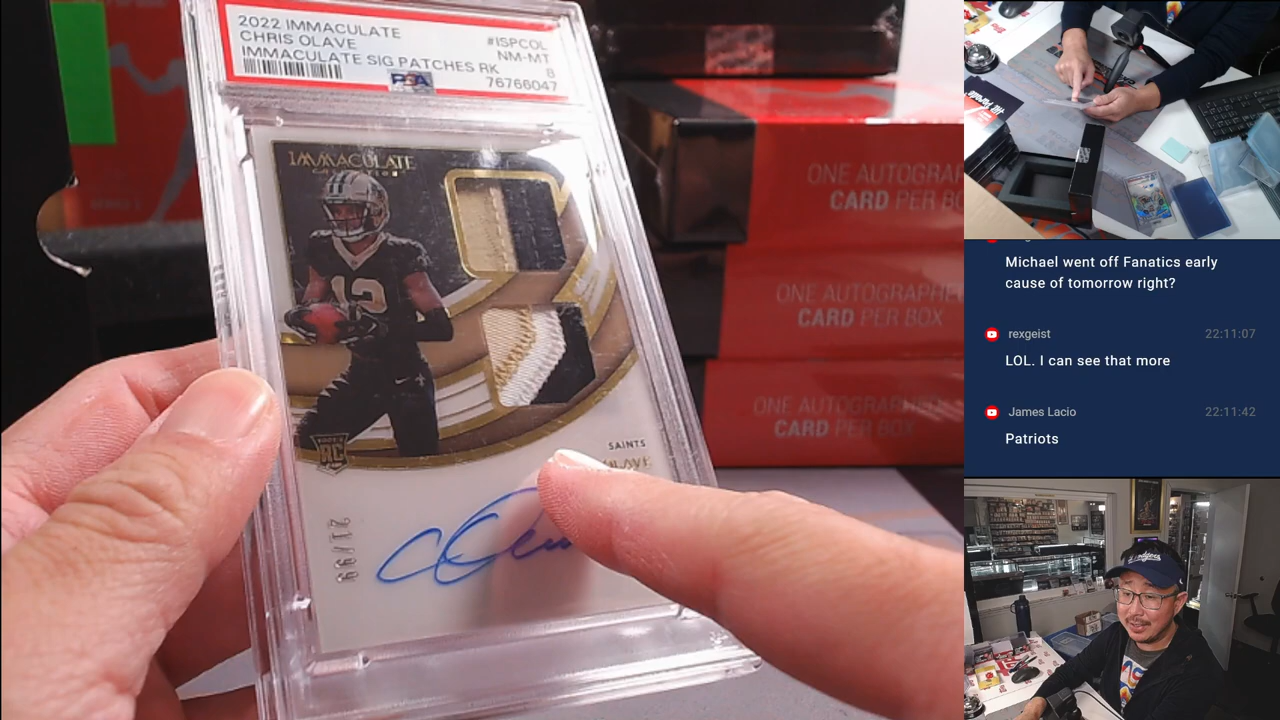 2022 IMMACULATE #ISPCOL
CHRIS OLAVE NM-MT
IMMACULATE SIG PATCHES RK 8
PSA 76766047
IMMACULATE
COLLECTION
12
RC
SAINTS
OLAVE
21/99
ONE AUTOGRAPHED
CARD PER BOX
ONE AUTOGRAPHED
CARD PER BOX
ONE AUTOGRAPHED
CARD PER BOX
Michael went off Fanatics early
cause of tomorrow right?
rexgeist 22:11:07
LOL. I can see that more
James Lacio 22:11:42
Patriots
Dodgers